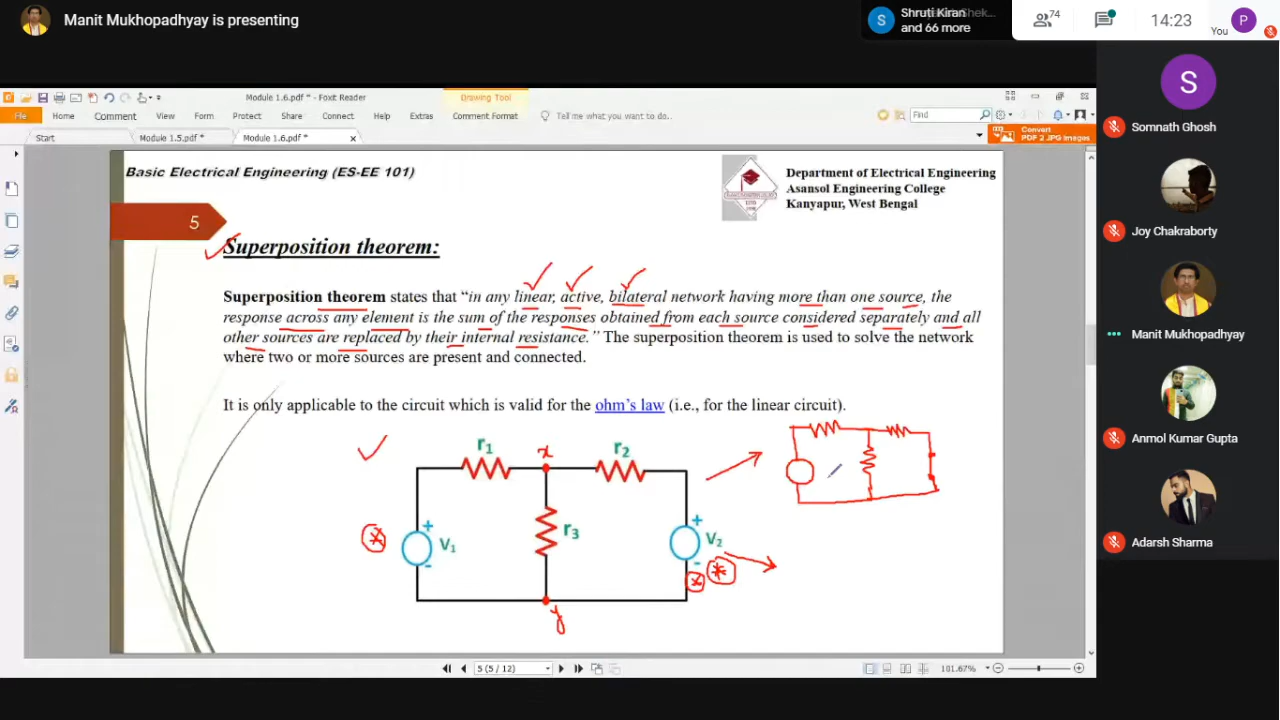 Manit Mukhopadhyay is presenting
Shruti Kiran
and 66 more
74
14:23
You
P
S
Module 1.6.pdf * - Foxit Reader
Drawing Tool
File
Home
Comment
View
Form
Protect
Share
Connect
Help
Extras
Comment Format
Tell me what you want to do..
Find
Start
Module 1.5.pdf *
Module 1.6.pdf *
Convert
PDF 2 JPG Images
Basic Electrical Engineering (ES-EE 101)
Department of Electrical Engineering
Asansol Engineering College
Kanyapur, West Bengal
5
Superposition theorem:
Superposition theorem states that “in any linear, active, bilateral network having more than one source, the
response across any element is the sum of the responses obtained from each source considered separately and all
other sources are replaced by their internal resistance.” The superposition theorem is used to solve the network
where two or more sources are present and connected.
It is only applicable to the circuit which is valid for the ohm’s law (i.e., for the linear circuit).
r1
x
r2
r3
+
V1
-
+
V2
-
y
5 (5 / 12)
101.67%
S
Somnath Ghosh
Joy Chakraborty
Manit Mukhopadhyay
Anmol Kumar Gupta
Adarsh Sharma